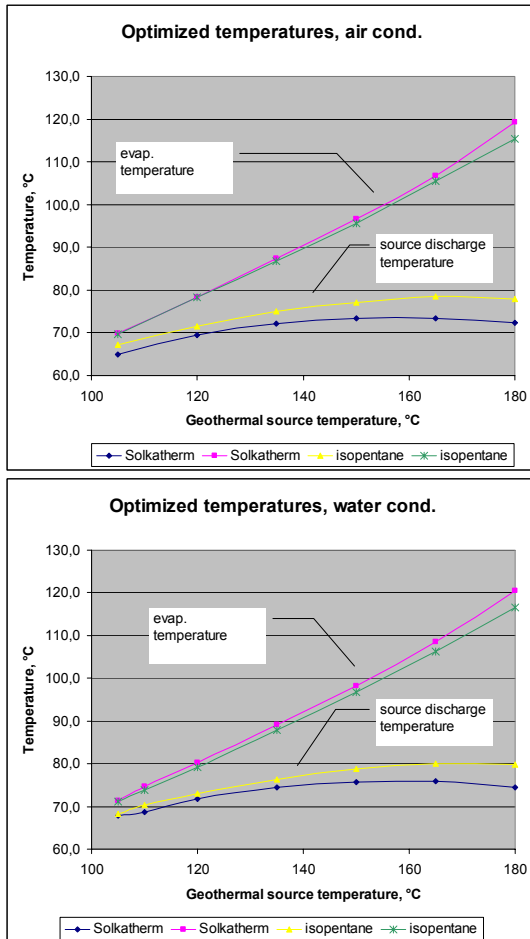 Optimized temperatures, air cond.
130,0
120,0
110,0
100,0
90,0
80,0
70,0
60,0
Temperature, °C
evap.
temperature
source discharge
temperature
100 120 140 160 180
Geothermal source temperature, °C
Solkatherm Solkatherm isopentane isopentane
Optimized temperatures, water cond.
130,0
120,0
110,0
100,0
90,0
80,0
70,0
60,0
Temperature, °C
evap.
temperature
source discharge
temperature
100 120 140 160 180
Geothermal source temperature, °C
Solkatherm Solkatherm isopentane isopentane